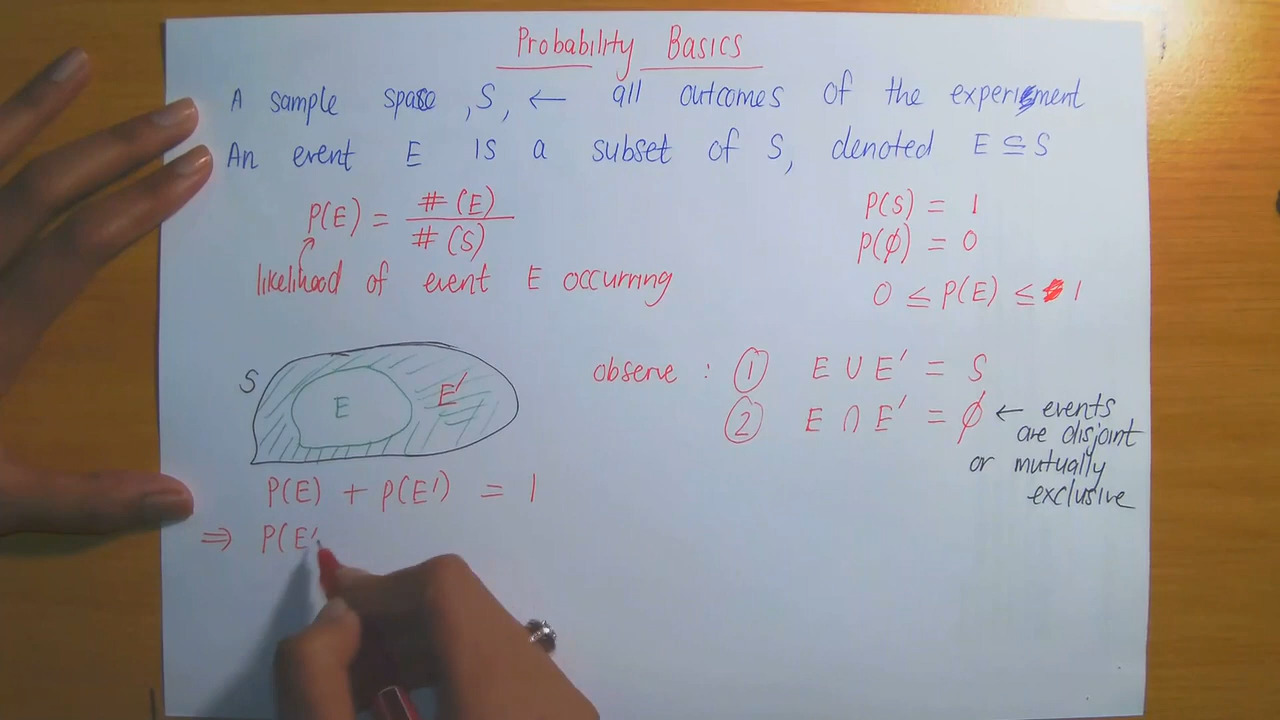 Probability Basics
A sample space, S, ← all outcomes of the experiment
An event E is a subset of S, denoted E ⊆ S
P(E) = #(E) / #(S)
likelihood of event E occurring
P(S) = 1
P(∅) = 0
0 ≤ P(E) ≤ 1
S
E
E'
P(E) + P(E') = 1
⇒ P(E'
observe : ① E ∪ E' = S
② E ∩ E' = ∅ ← events
are disjoint
or mutually
exclusive